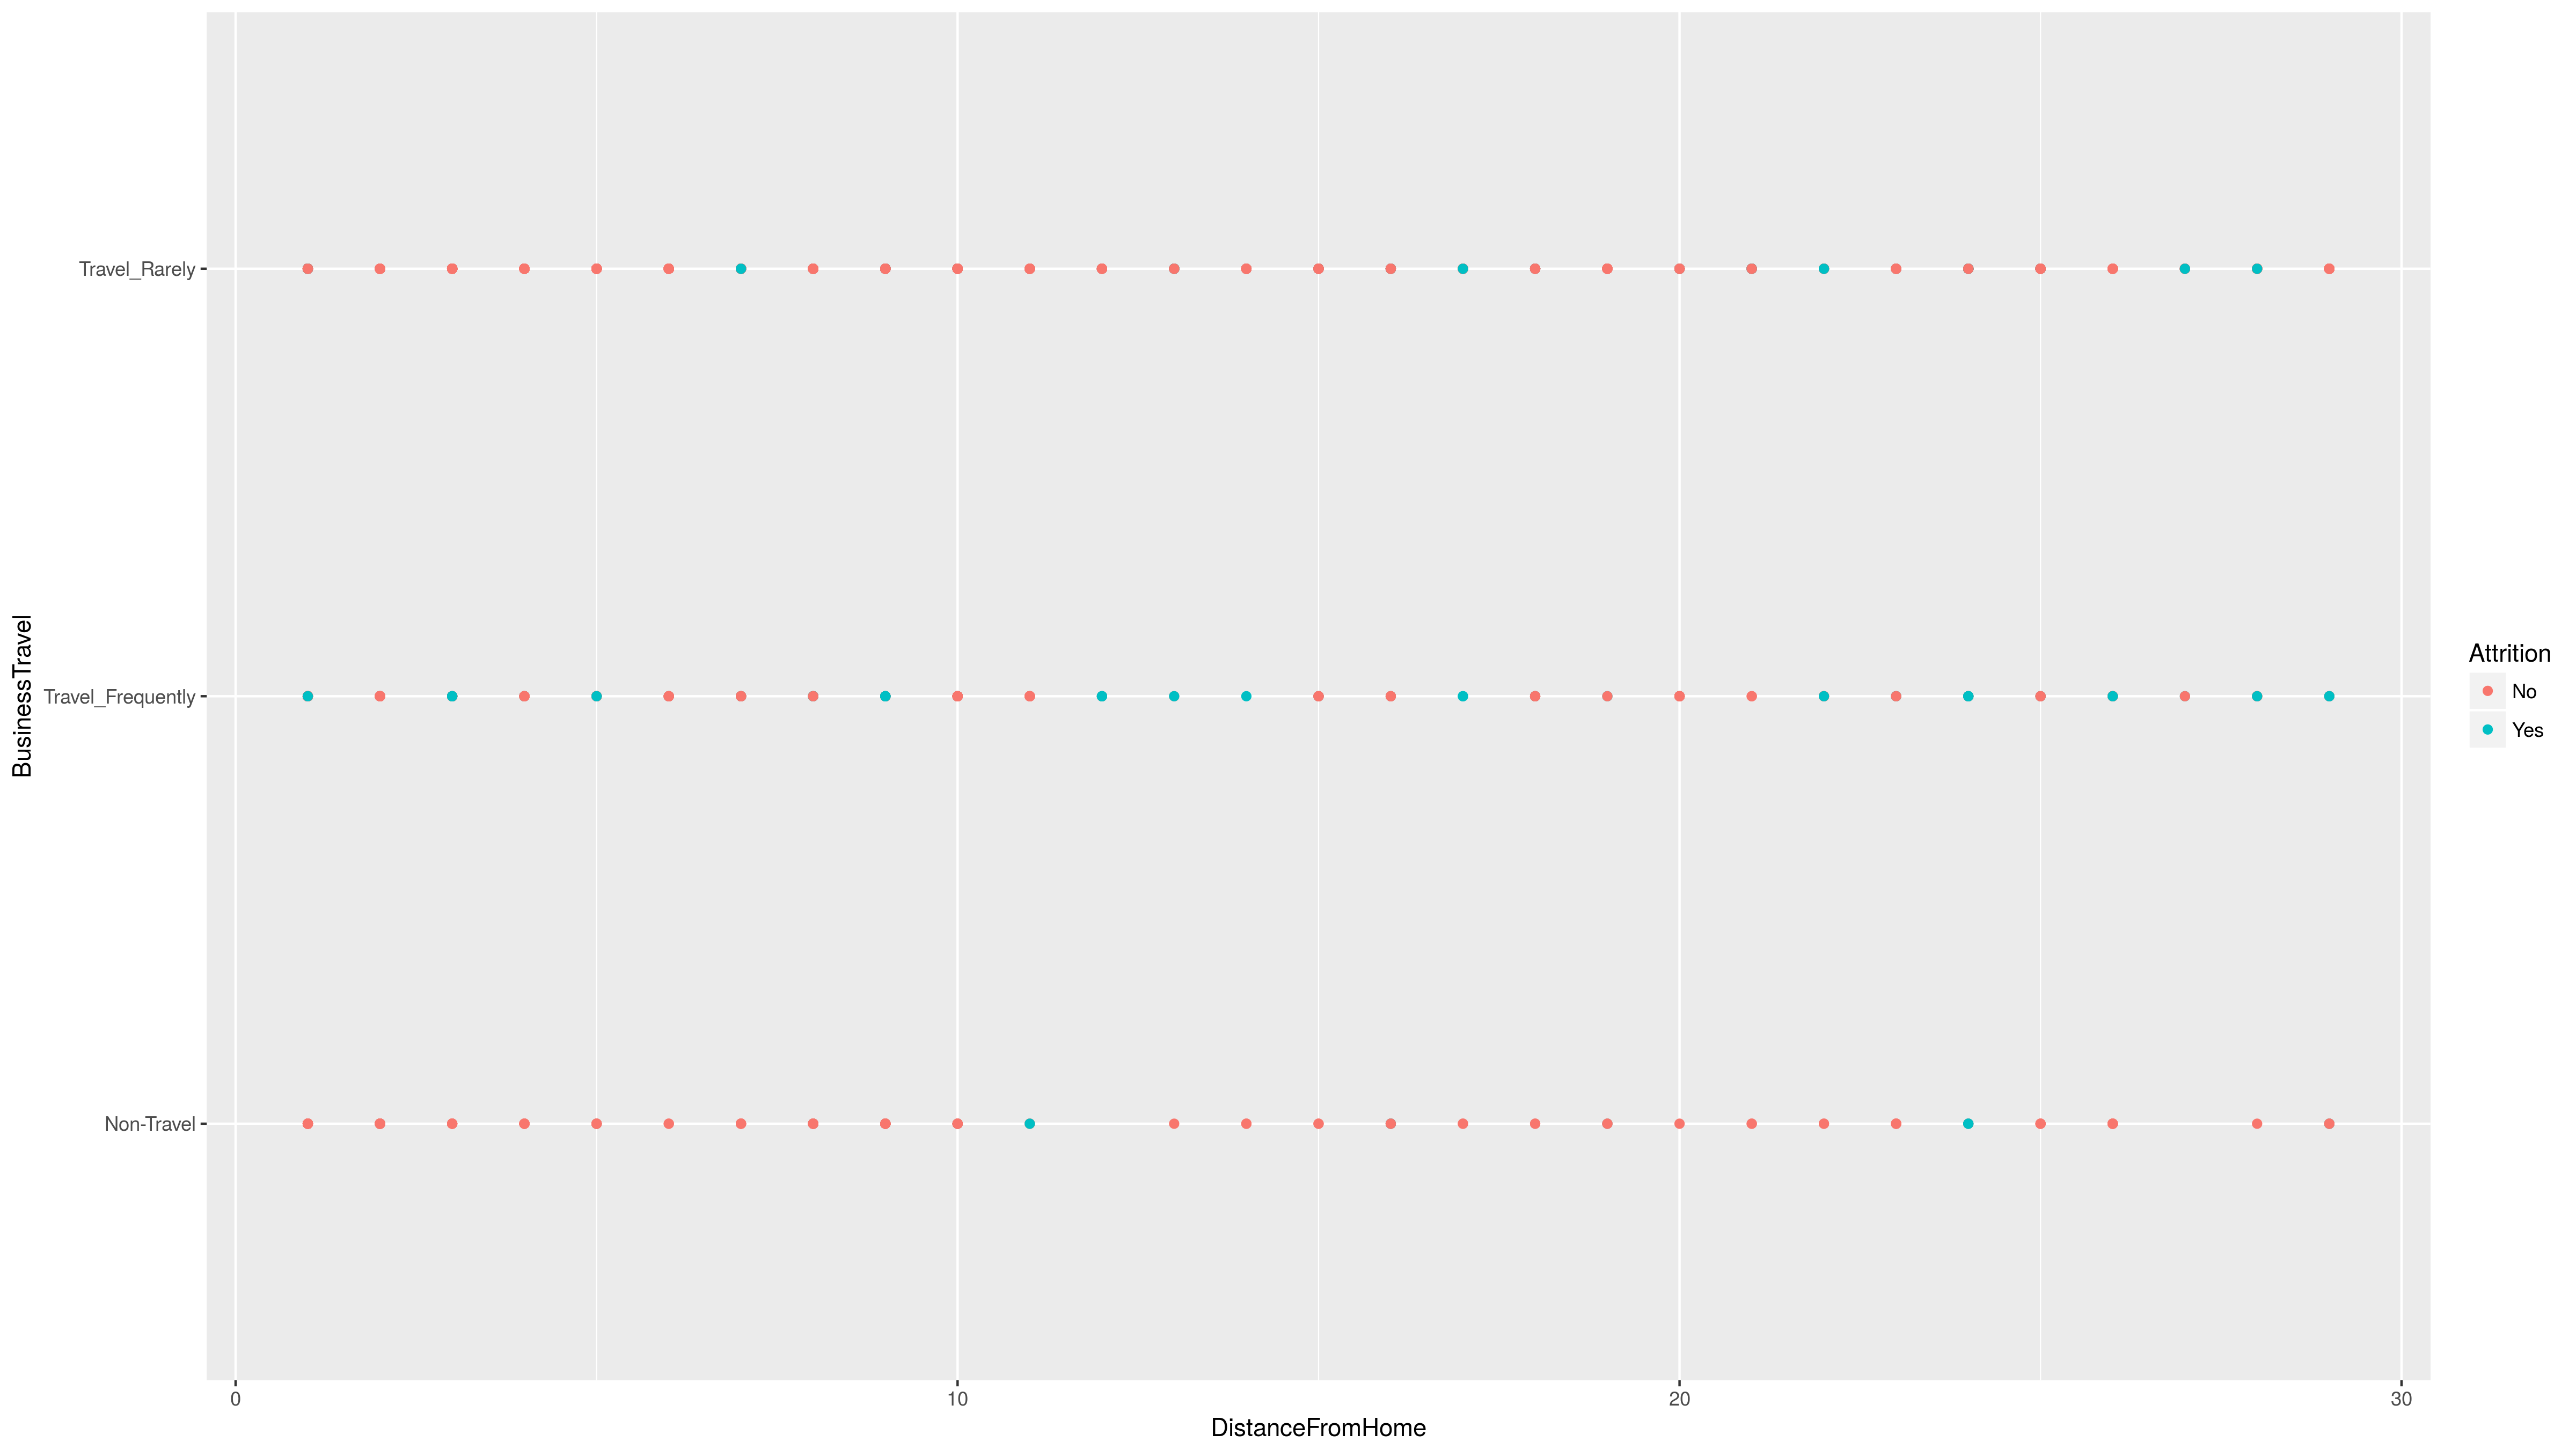 BusinessTravel
Travel_Rarely
Travel_Frequently
Non-Travel
0
10
20
30
DistanceFromHome
Attrition
No
Yes